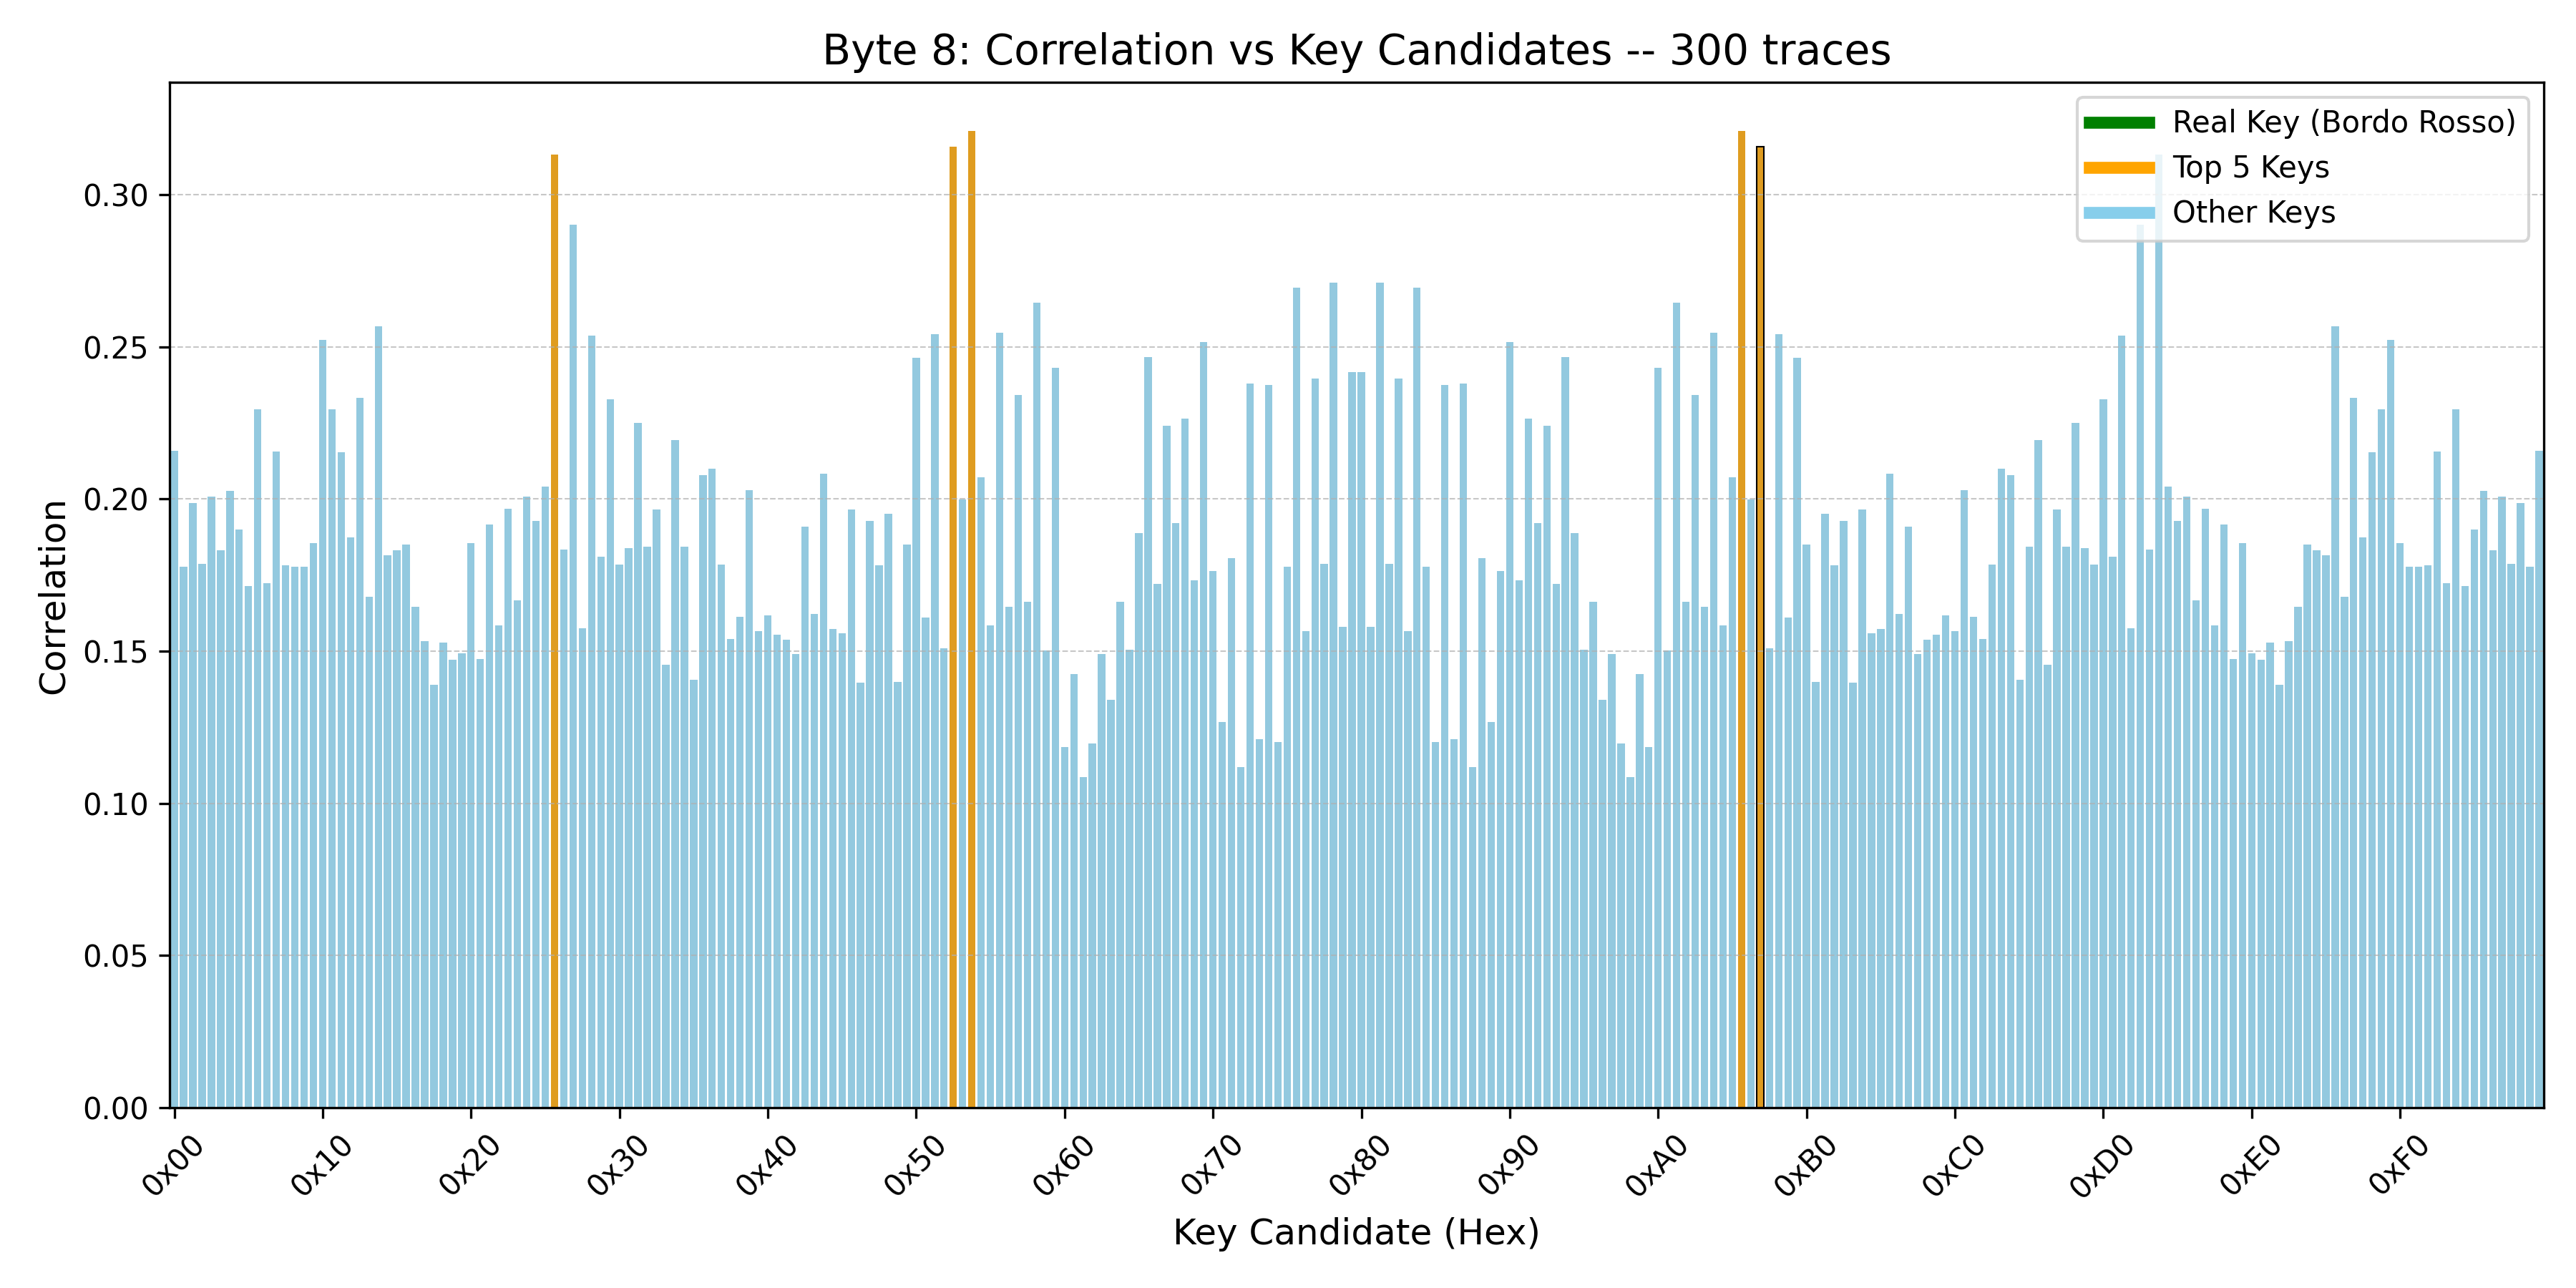 Byte 8: Correlation vs Key Candidates -- 300 traces
Real Key (Bordo Rosso)
Top 5 Keys
Other Keys
0.30
0.25
0.20
0.15
0.10
0.05
0.00
Correlation
0x00 0x10 0x20 0x30 0x40 0x50 0x60 0x70 0x80 0x90 0xA0 0xB0 0xC0 0xD0 0xE0 0xF0
Key Candidate (Hex)